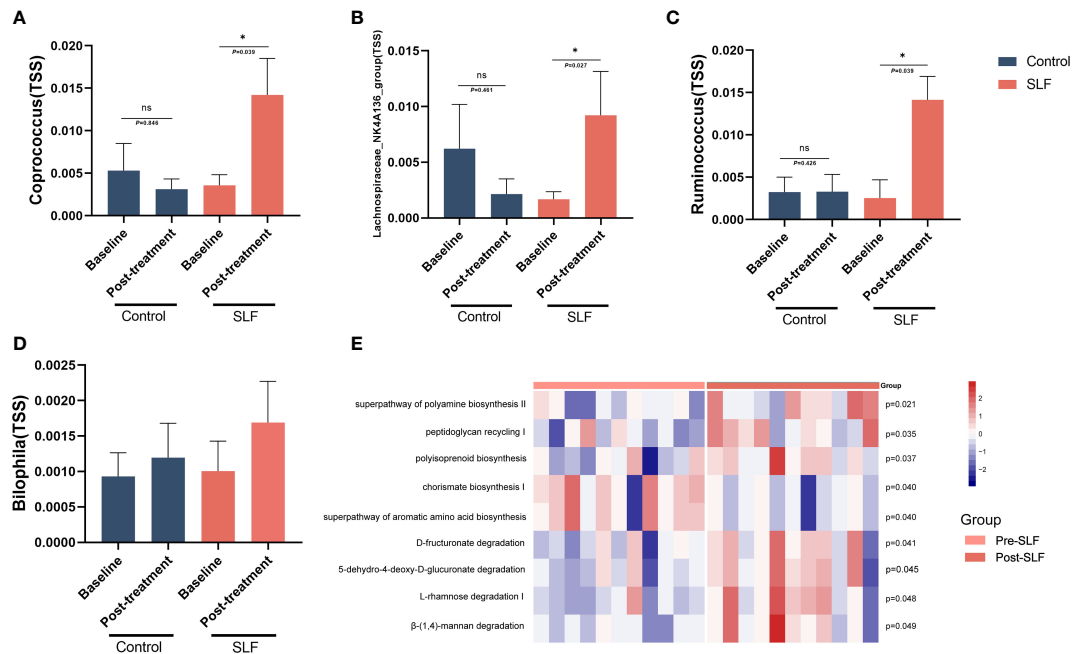 A
Coprococcus(TSS)
0.020
0.015
0.010
0.005
0.000
ns
P=0.846
*
P=0.039
Baseline
Post-treatment
Baseline
Post-treatment
Control
SLF
B
Lachnospiraceae_NK4A136_group(TSS)
0.015
0.010
0.005
0.000
ns
P=0.461
*
P=0.027
Baseline
Post-treatment
Baseline
Post-treatment
Control
SLF
C
Ruminococcus(TSS)
0.020
0.015
0.010
0.005
0.000
ns
P=0.426
*
P=0.039
Baseline
Post-treatment
Baseline
Post-treatment
Control
SLF
Control
SLF
D
Bilophila(TSS)
0.0025
0.0020
0.0015
0.0010
0.0005
0.0000
Baseline
Post-treatment
Baseline
Post-treatment
Control
SLF
E
Group
superpathway of polyamine biosynthesis II p=0.021
peptidoglycan recycling I p=0.035
polyisoprenoid biosynthesis p=0.037
chorismate biosynthesis I p=0.040
superpathway of aromatic amino acid biosynthesis p=0.040
D-fructuronate degradation p=0.041
5-dehydro-4-deoxy-D-glucuronate degradation p=0.045
L-rhamnose degradation I p=0.048
β-(1,4)-mannan degradation p=0.049
2
1
0
−1
−2
Group
Pre-SLF
Post-SLF